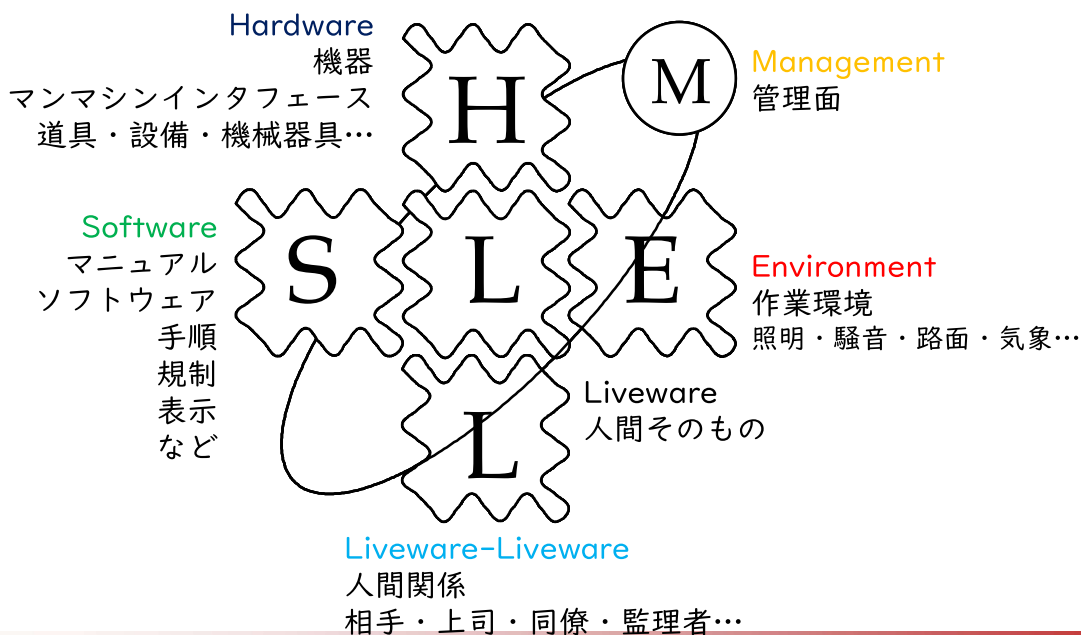 Hardware
機器
マンマシンインタフェース
道具・設備・機械器具…
H
M
Management
管理面
Software
マニュアル
ソフトウェア
手順
規制
表示
など
S
L
E
Environment
作業環境
照明・騒音・路面・気象…
Liveware
人間そのもの
L
Liveware-Liveware
人間関係
相手・上司・同僚・監理者…